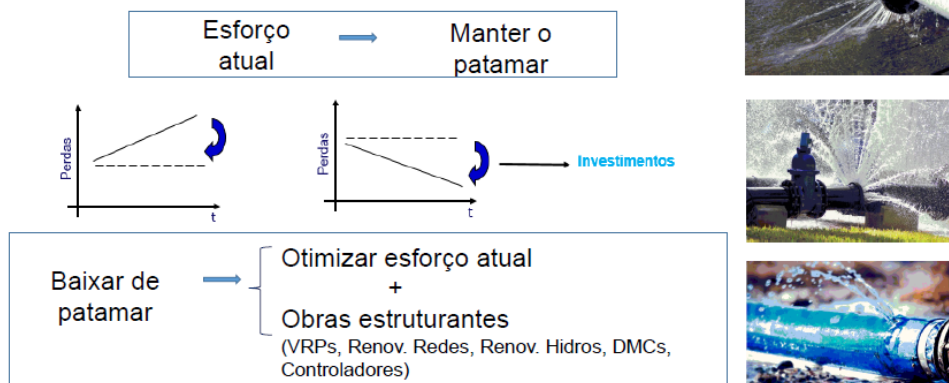 Esforço
atual
Manter o
patamar
Perdas
t
Perdas
t
Investimentos
Baixar de
patamar
Otimizar esforço atual
+
Obras estruturantes
(VRPs, Renov. Redes, Renov. Hidros, DMCs,
Controladores)